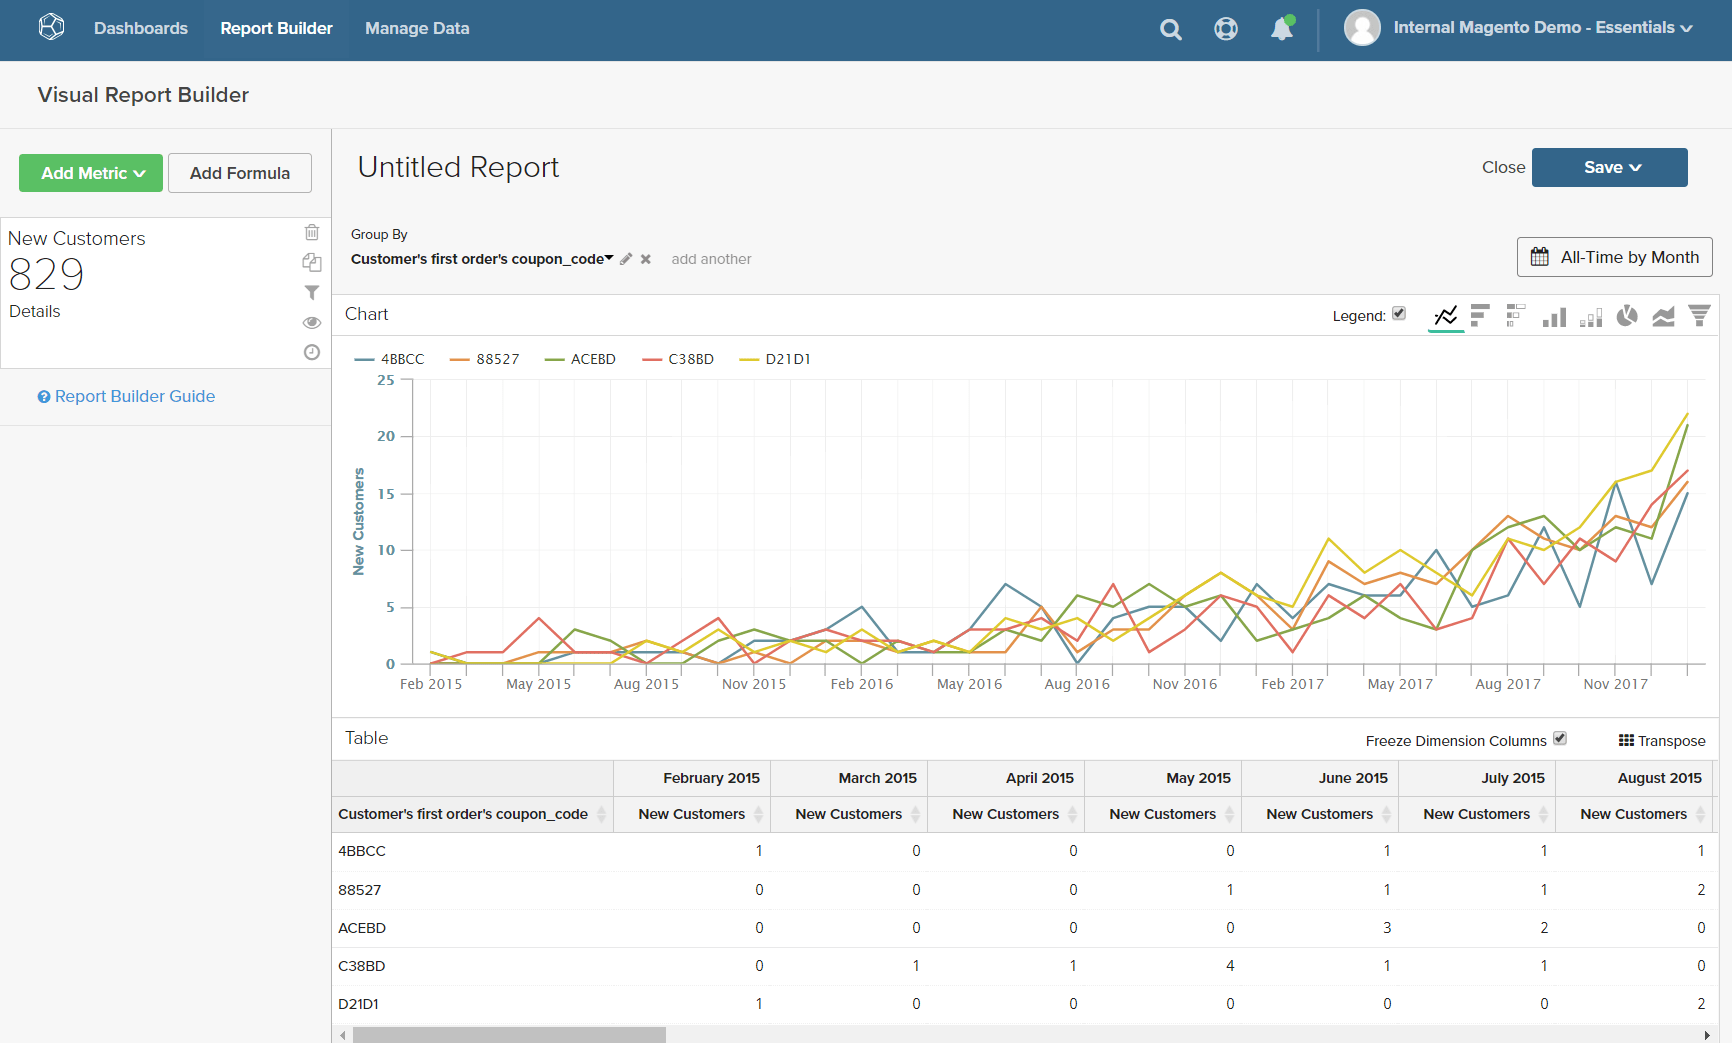 Dashboards Report Builder Manage Data Internal Magento Demo - Essentials
Visual Report Builder
Add Metric Add Formula
New Customers
829
Details
Report Builder Guide
Untitled Report
Close Save
Group By
Customer's first order's coupon_code add another
All-Time by Month
Chart Legend:
4BBCC 88527 ACEBD C38BD D21D1
New Customers
25
20
15
10
5
0
Feb 2015 May 2015 Aug 2015 Nov 2015 Feb 2016 May 2016 Aug 2016 Nov 2016 Feb 2017 May 2017 Aug 2017 Nov 2017
Table Freeze Dimension Columns Transpose
February 2015 March 2015 April 2015 May 2015 June 2015 July 2015 August 2015
Customer's first order's coupon_code New Customers New Customers New Customers New Customers New Customers New Customers New Customers
4BBCC 1 0 0 0 1 1 1
88527 0 0 0 1 1 1 2
ACEBD 0 0 0 0 3 2 0
C38BD 0 1 1 4 1 1 0
D21D1 1 0 0 0 0 0 2